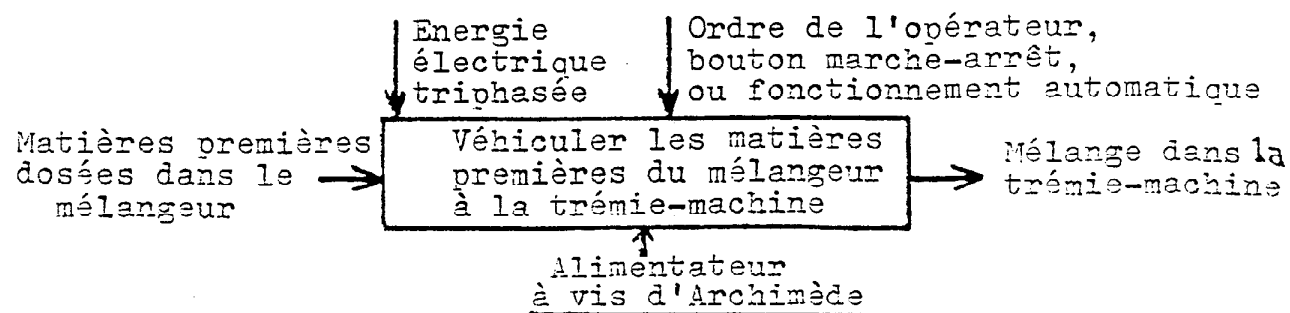 Energie
électrique
triphasée
Ordre de l'opérateur,
bouton marche-arrêt,
ou fonctionnement automatique
Matières premières
dosées dans le
mélangeur
Véhiculer les matières
premières du mélangeur
à la trémie-machine
Mélange dans la
trémie-machine
Alimentateur
à vis d'Archimède